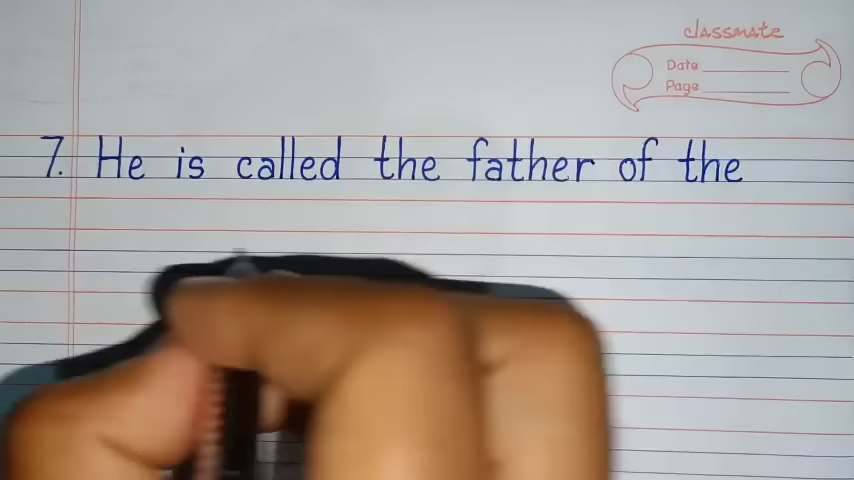 classmate
Date
Page
7. He is called the father of the